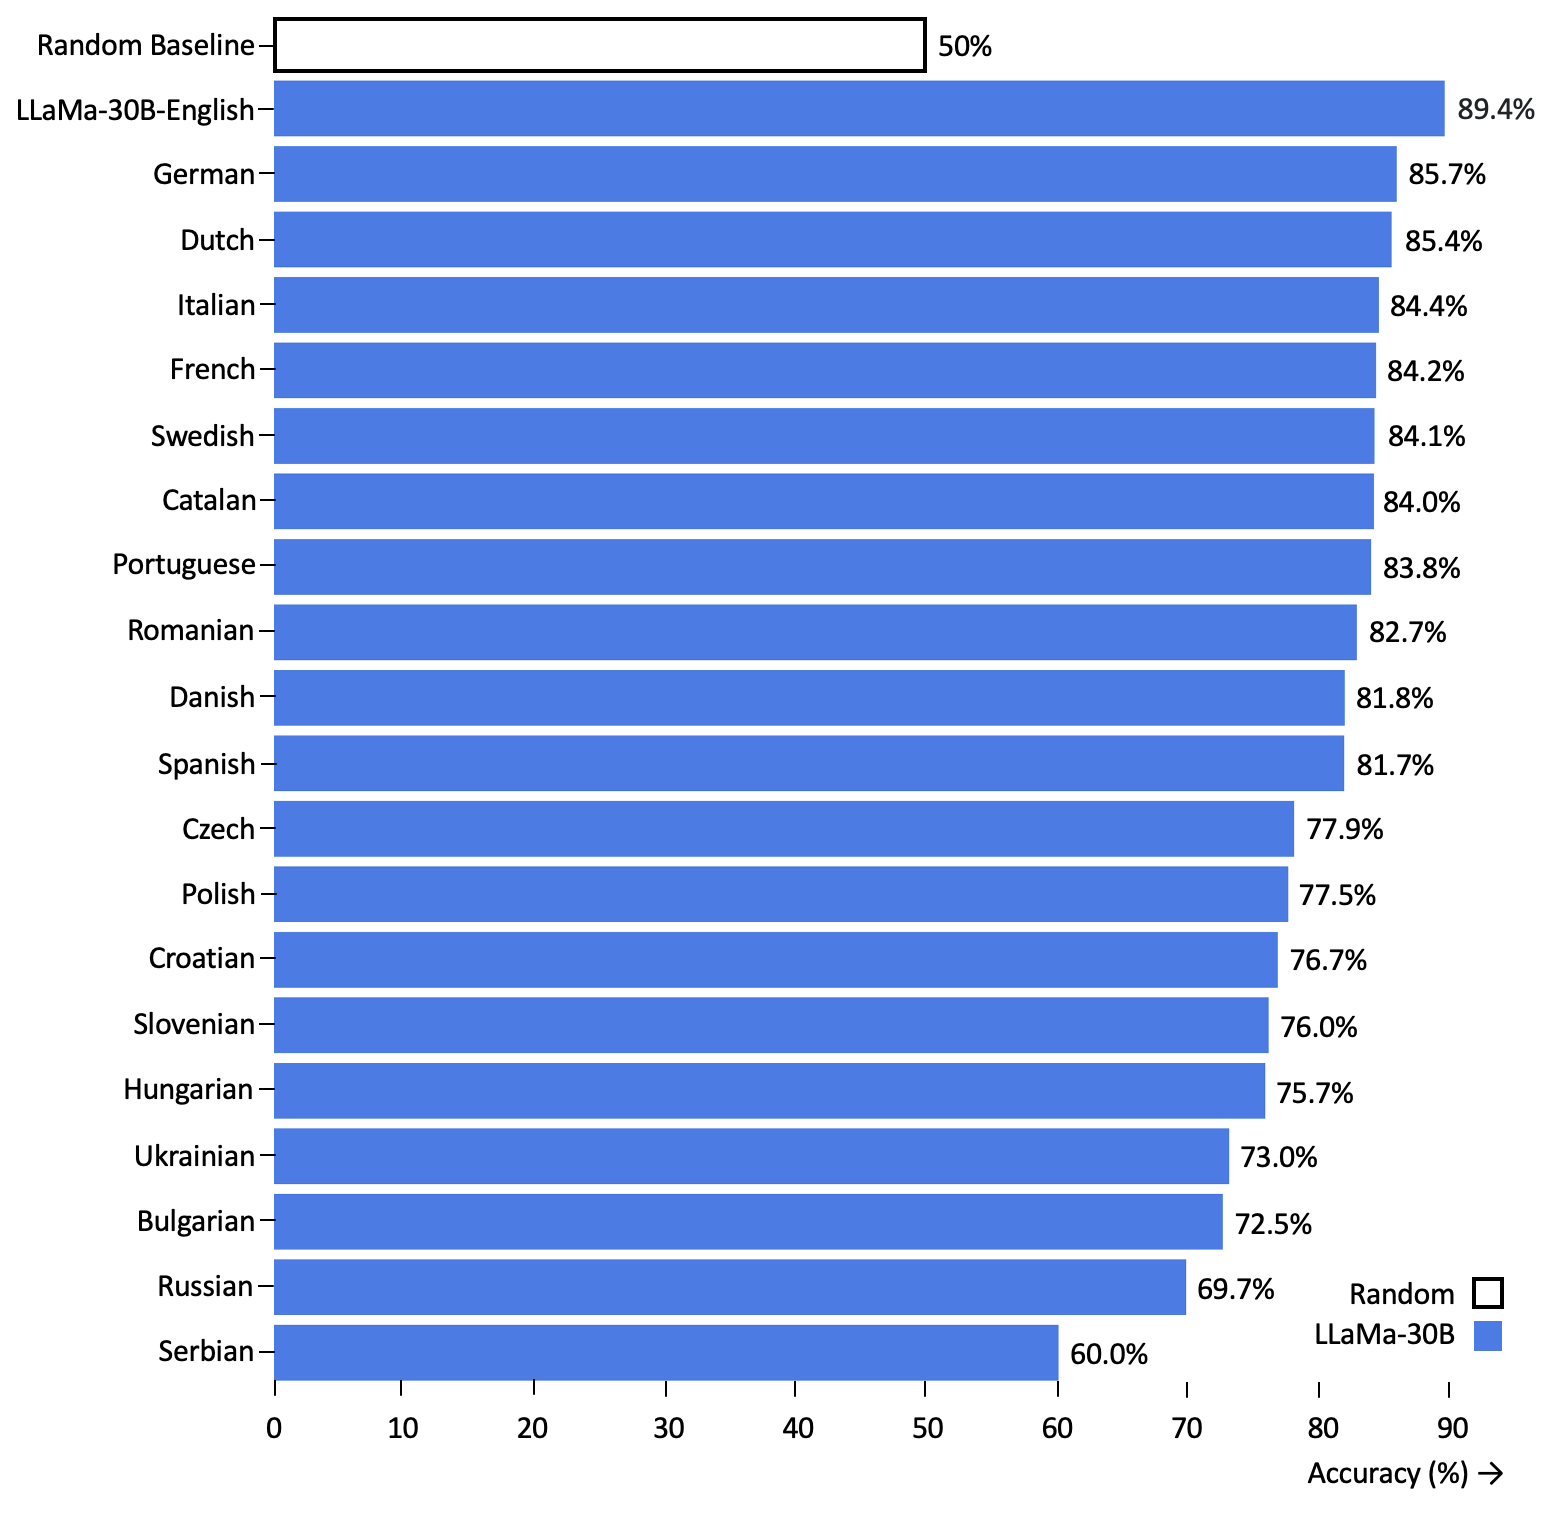 Random Baseline 50%
LLaMa-30B-English 89.4%
German 85.7%
Dutch 85.4%
Italian 84.4%
French 84.2%
Swedish 84.1%
Catalan 84.0%
Portuguese 83.8%
Romanian 82.7%
Danish 81.8%
Spanish 81.7%
Czech 77.9%
Polish 77.5%
Croatian 76.7%
Slovenian 76.0%
Hungarian 75.7%
Ukrainian 73.0%
Bulgarian 72.5%
Russian 69.7%
Random
LLaMa-30B
Serbian 60.0%
0 10 20 30 40 50 60 70 80 90
Accuracy (%) →